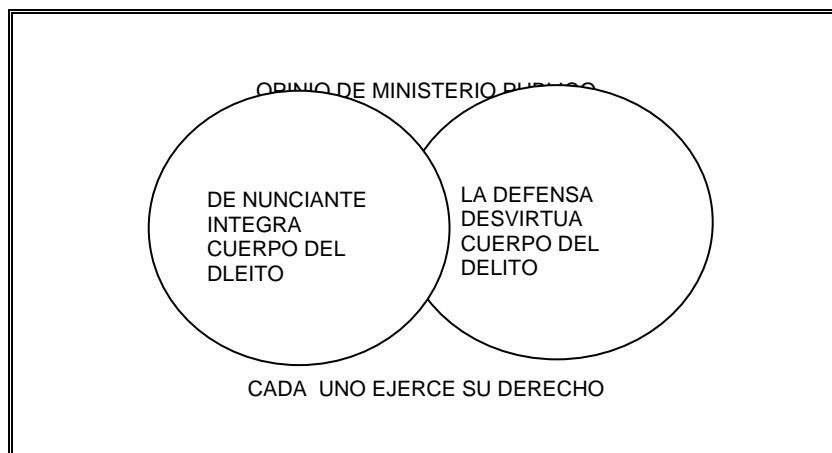 OPINIO DE MINISTERIO PUBLICO
DE NUNCIANTE
INTEGRA
CUERPO DEL
DLEITO
LA DEFENSA
DESVIRTUA
CUERPO DEL
DELITO
CADA UNO EJERCE SU DERECHO